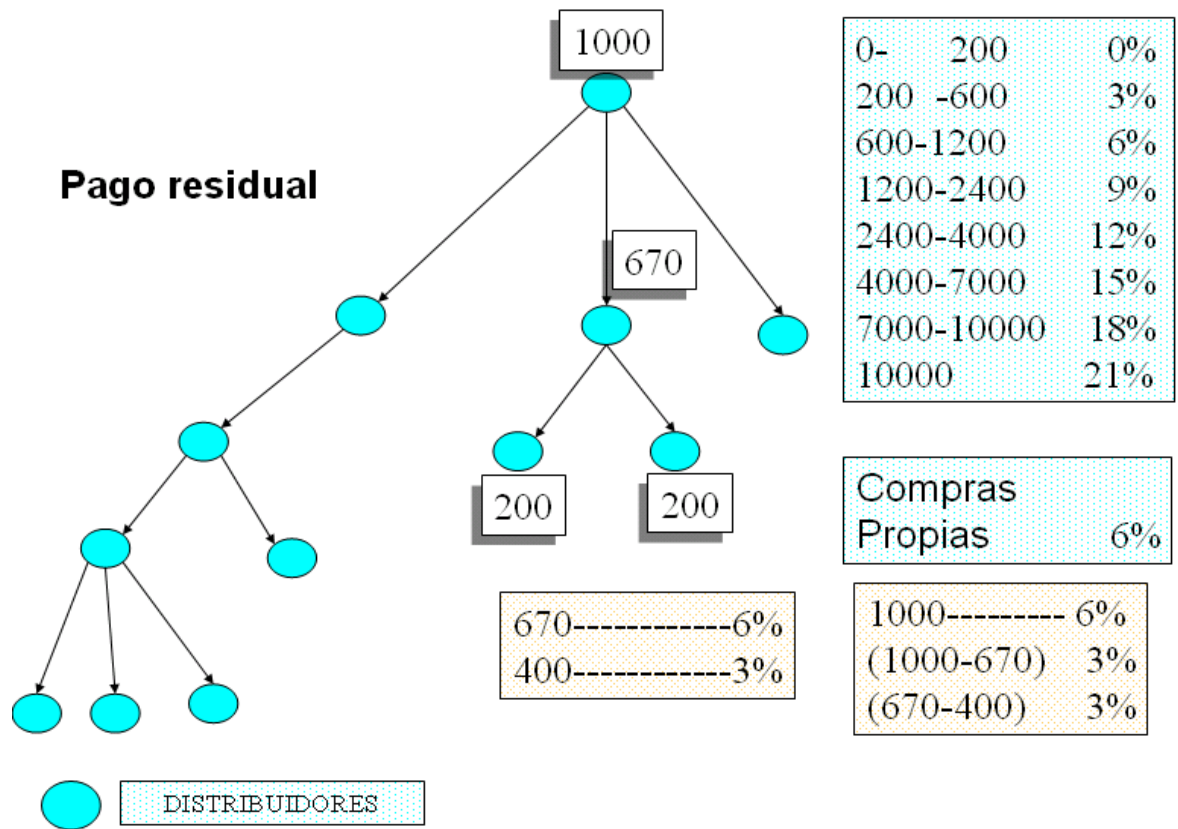 1000
0- 200 0%
200 -600 3%
600-1200 6%
1200-2400 9%
2400-4000 12%
4000-7000 15%
7000-10000 18%
10000 21%
Pago residual
670
200
200
Compras
Propias 6%
670------------6%
400------------3%
1000--------- 6%
(1000-670) 3%
(670-400) 3%
DISTRIBUIDORES